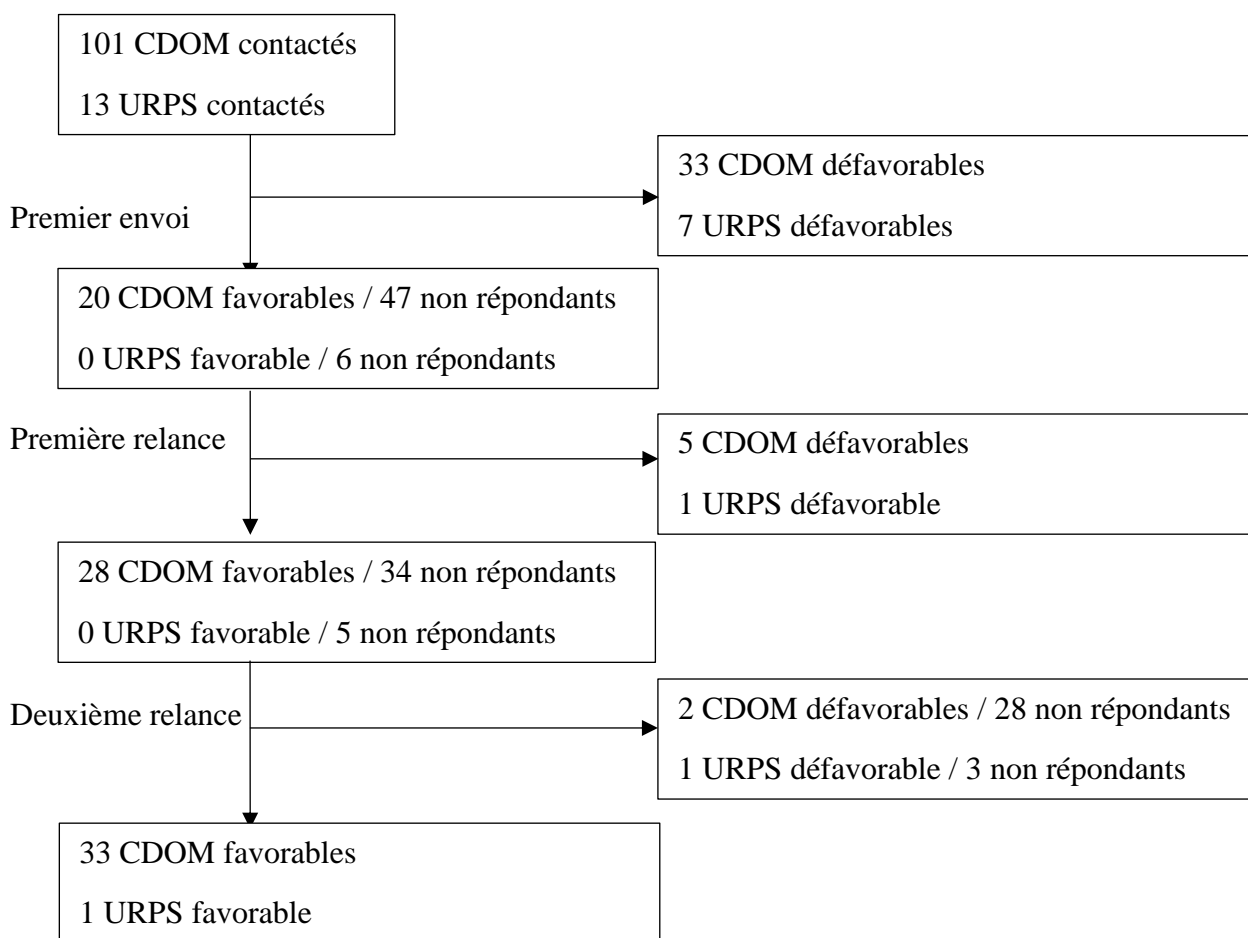 101 CDOM contactés
13 URPS contactés
33 CDOM défavorables
7 URPS défavorables
Premier envoi
20 CDOM favorables / 47 non répondants
0 URPS favorable / 6 non répondants
Première relance
5 CDOM défavorables
1 URPS défavorable
28 CDOM favorables / 34 non répondants
0 URPS favorable / 5 non répondants
Deuxième relance
2 CDOM défavorables / 28 non répondants
1 URPS défavorable / 3 non répondants
33 CDOM favorables
1 URPS favorable